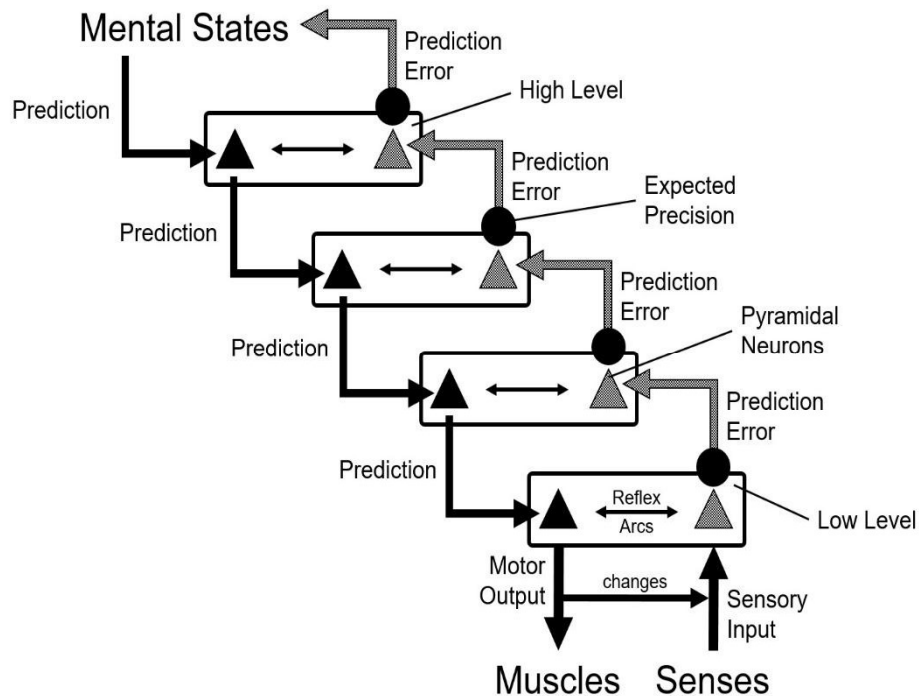 Mental States
Prediction
Error
Prediction
High Level
Prediction
Error
Expected
Precision
Prediction
Prediction
Error
Pyramidal
Neurons
Prediction
Prediction
Error
Prediction
Reflex
Arcs
Low Level
Motor
Output
changes
Sensory
Input
Muscles
Senses